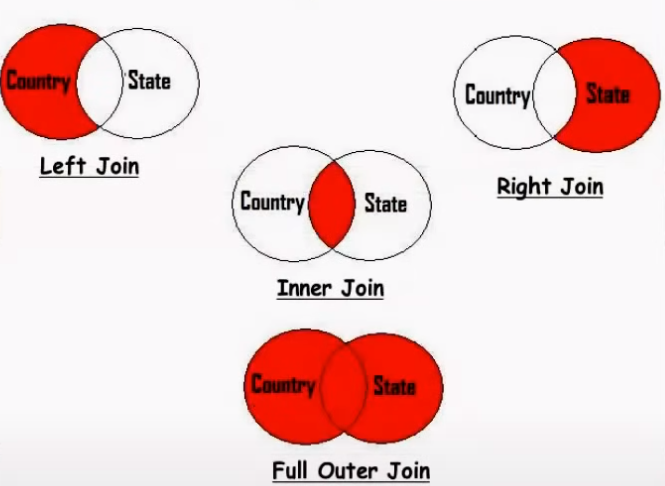 Country State
Left Join
Country State
Right Join
Country State
Inner Join
Country State
Full Outer Join